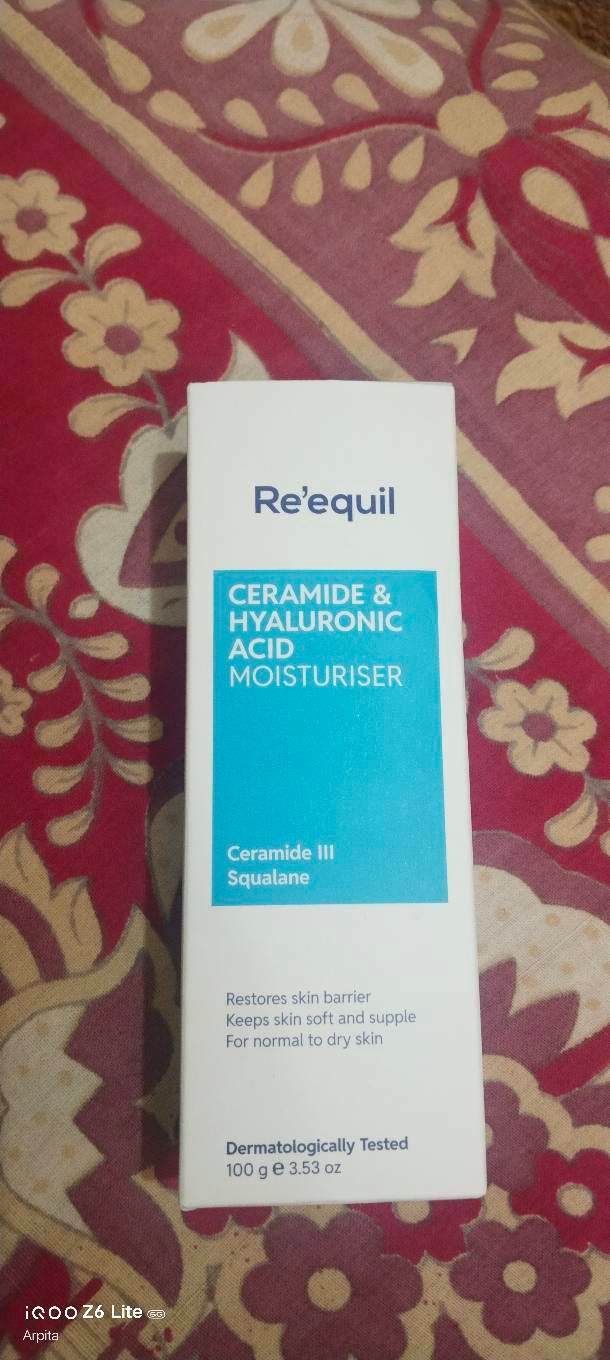 Re'equil
CERAMIDE &
HYALURONIC
ACID
MOISTURISER
Ceramide III
Squalane
Restores skin barrier
Keeps skin soft and supple
For normal to dry skin
Dermatologically Tested
100 g ℮ 3.53 oz
iQOO Z6 Lite 5G
Arpita